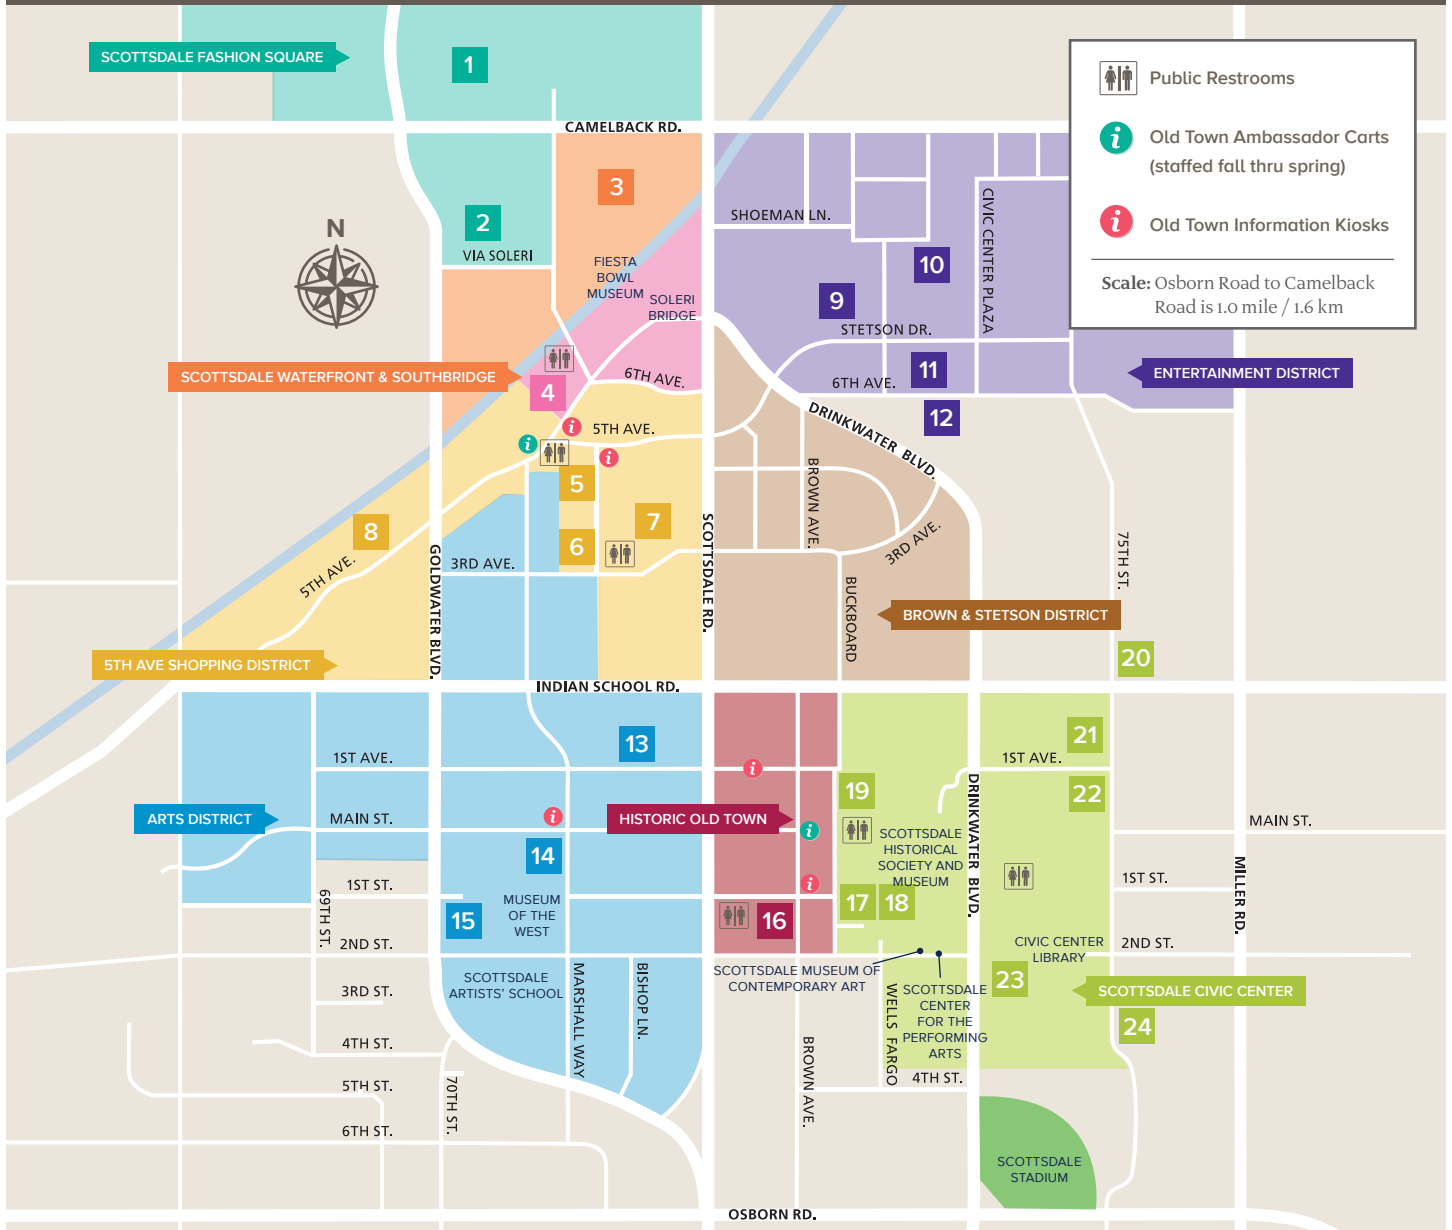 SCOTTSDALE FASHION SQUARE
1
Public Restrooms
i
Old Town Ambassador Carts
(staffed fall thru spring)
i
Old Town Information Kiosks
Scale: Osborn Road to Camelback
Road is 1.0 mile / 1.6 km
CAMELBACK RD.
3
2
VIA SOLERI
N
FIESTA
BOWL
MUSEUM
SOLERI
BRIDGE
SHOEMAN LN.
CIVIC CENTER PLAZA
10
9
STETSON DR.
11
6TH AVE.
12
ENTERTAINMENT DISTRICT
SCOTTSDALE WATERFRONT & SOUTHBRIDGE
4
6TH AVE.
i
i
5TH AVE.
i
DRINKWATER BLVD.
BROWN AVE.
5
7
6
8
5TH AVE.
GOLDWATER BLVD.
3RD AVE.
SCOTTSDALE RD.
3RD AVE.
BUCKBOARD
75TH ST.
BROWN & STETSON DISTRICT
20
5TH AVE SHOPPING DISTRICT
INDIAN SCHOOL RD.
13
1ST AVE.
i
21
1ST AVE.
22
19
ARTS DISTRICT
MAIN ST.
i
HISTORIC OLD TOWN
i
SCOTTSDALE
HISTORICAL
SOCIETY AND
MUSEUM
DRINKWATER BLVD.
MAIN ST.
14
1ST ST.
69TH ST.
15
MUSEUM
OF THE
WEST
i
16
17
18
1ST ST.
MILLER RD.
2ND ST.
CIVIC CENTER
LIBRARY
2ND ST.
SCOTTSDALE
ARTISTS' SCHOOL
MARSHALL WAY
BISHOP LN.
SCOTTSDALE MUSEUM OF
CONTEMPORARY ART
WELLS FARGO
SCOTTSDALE
CENTER
FOR THE
PERFORMING
ARTS
23
SCOTTSDALE CIVIC CENTER
24
3RD ST.
4TH ST.
5TH ST.
70TH ST.
6TH ST.
BROWN AVE.
4TH ST.
SCOTTSDALE
STADIUM
OSBORN RD.